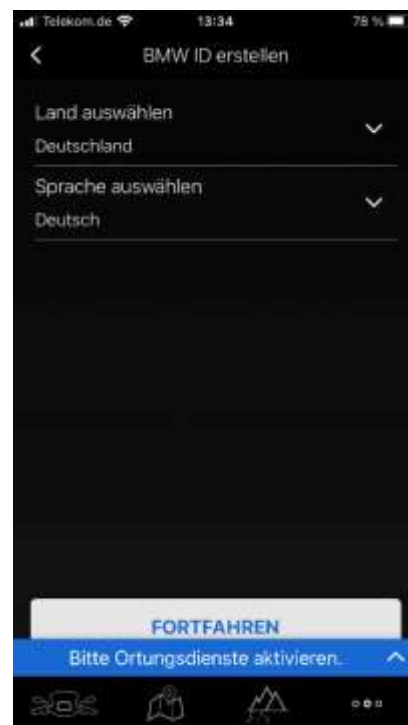 Telekom.de 13:34 78 %
BMW ID erstellen
Land auswählen
Deutschland
Sprache auswählen
Deutsch
FORTFAHREN
Bitte Ortungsdienste aktivieren.